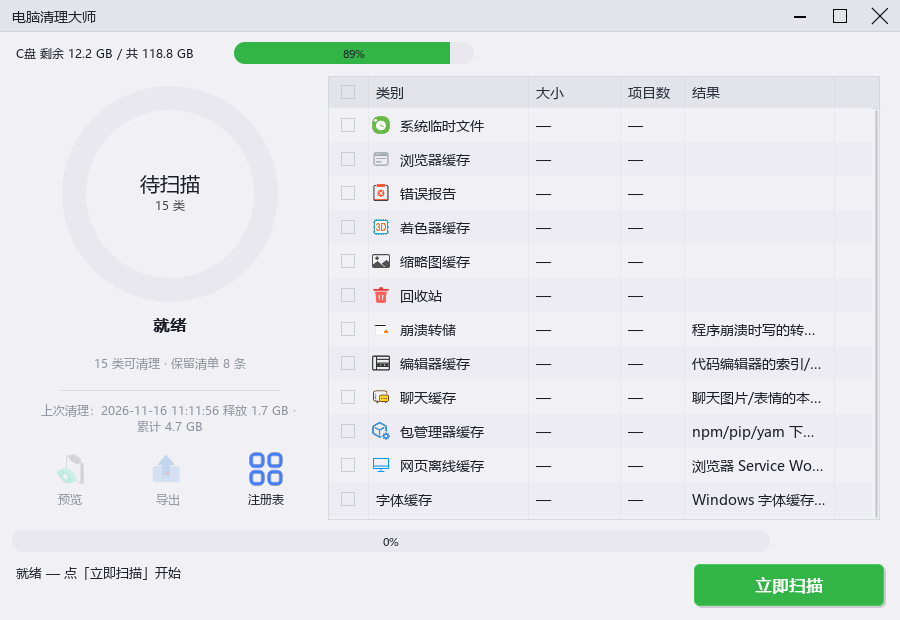 电脑清理大师
C盘 剩余 12.2 GB / 共 118.8 GB
89%
类别 大小 项目数 结果
待扫描
15 类
就绪
15 类可清理 · 保留清单 8 条
上次清理：2026-11-16 11:11:56 释放 1.7 GB ·
累计 4.7 GB
预览 导出 注册表
系统临时文件 — —
浏览器缓存 — —
错误报告 — —
着色器缓存 — —
缩略图缓存 — —
回收站 — —
崩溃转储 — — 程序崩溃时写的转...
编辑器缓存 — — 代码编辑器的索引/...
聊天缓存 — — 聊天图片/表情的本...
包管理器缓存 — — npm/pip/yarn 下...
网页离线缓存 — — 浏览器 Service Wo...
字体缓存 — — Windows 字体缓存...
0%
就绪 — 点「立即扫描」开始
立即扫描